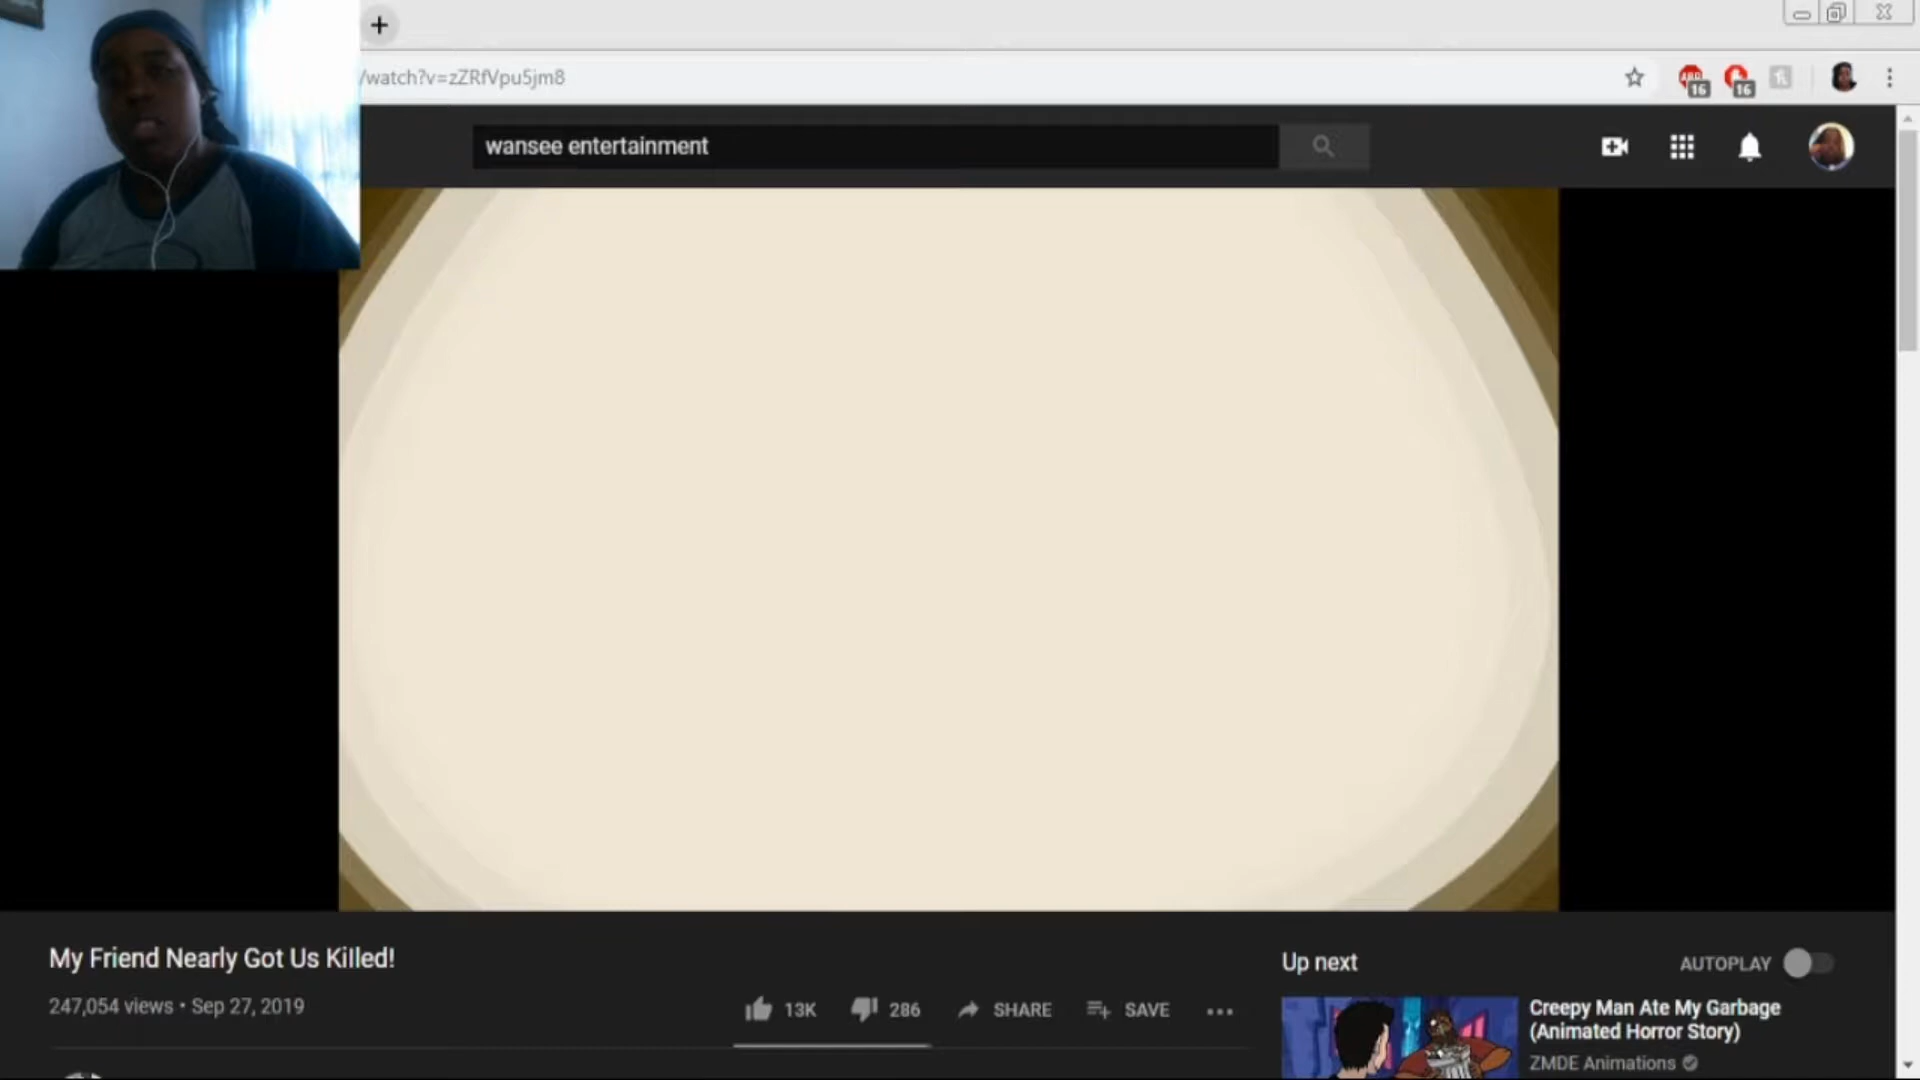 /watch?v=zZRfVpu5jm8
16
16
wansee entertainment
My Friend Nearly Got Us Killed!
247,054 views • Sep 27, 2019
13K
286
SHARE
SAVE
Up next
AUTOPLAY
Creepy Man Ate My Garbage
(Animated Horror Story)
ZMDE Animations